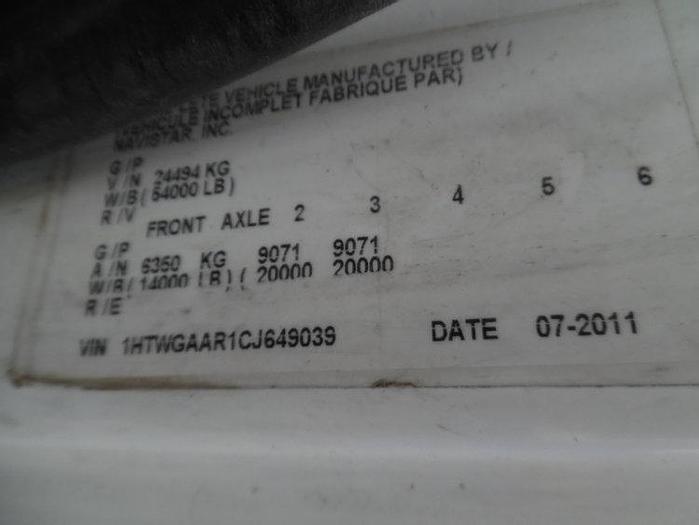 VEHICLE MANUFACTURED BY /
(VEHICULE INCOMPLET FABRIQUE PAR)
NAVISTAR, INC.
G/P
V/N 24494 KG
W/B ( 54000 LB )
R/V FRONT AXLE 2 3 4 5 6
G/P
A/N 6350 KG 9071 9071
W/B ( 14000 LB ) ( 20000 20000
R/E
VIN 1HTWGAAR1CJ649039 DATE 07-2011